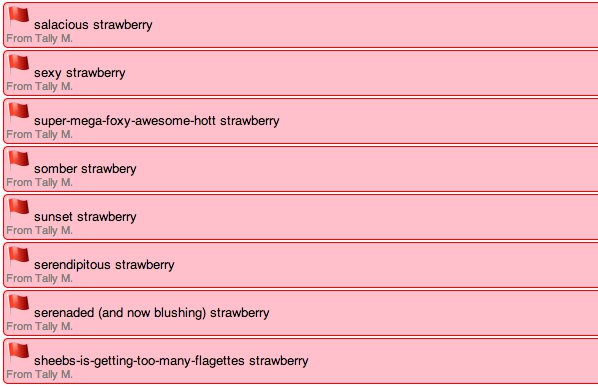 salacious strawberry
From Tally M.
sexy strawberry
From Tally M.
super-mega-foxy-awesome-hott strawberry
From Tally M.
somber strawbery
From Tally M.
sunset strawberry
From Tally M.
serendipitous strawberry
From Tally M.
serenaded (and now blushing) strawberry
From Tally M.
sheebs-is-getting-too-many-flagettes strawberry
From Tally M.